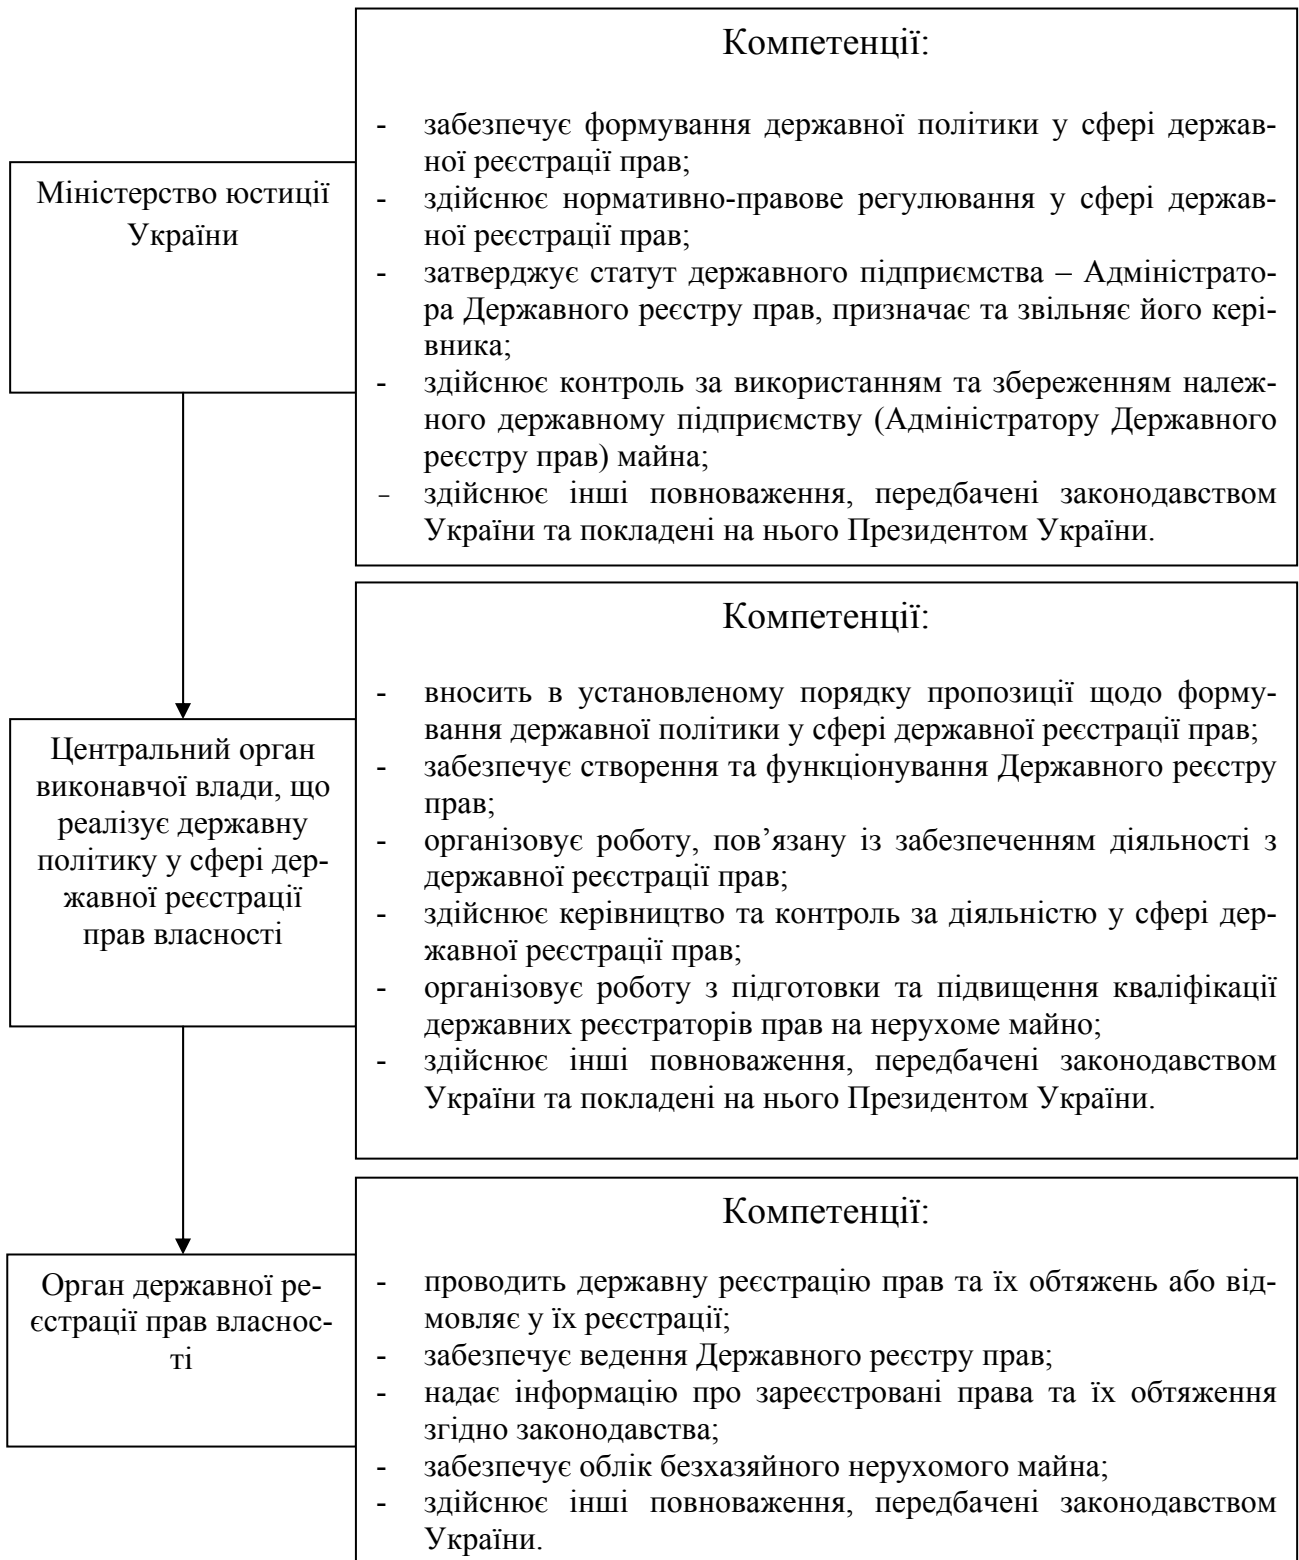 Компетенції:
- забезпечує формування державної політики у сфері держав-
ної реєстрації прав;
- здійснює нормативно-правове регулювання у сфері держав-
ної реєстрації прав;
- затверджує статут державного підприємства – Адміністрато-
ра Державного реєстру прав, призначає та звільняє його кері-
вника;
- здійснює контроль за використанням та збереженням належ-
ного державному підприємству (Адміністратору Державного
реєстру прав) майна;
- здійснює інші повноваження, передбачені законодавством
України та покладені на нього Президентом України.
Міністерство юстиції
України
Компетенції:
- вносить в установленому порядку пропозиції щодо форму-
вання державної політики у сфері державної реєстрації прав;
- забезпечує створення та функціонування Державного реєстру
прав;
- організовує роботу, пов’язану із забезпеченням діяльності з
державної реєстрації прав;
- здійснює керівництво та контроль за діяльністю у сфері дер-
жавної реєстрації прав;
- організовує роботу з підготовки та підвищення кваліфікації
державних реєстраторів прав на нерухоме майно;
- здійснює інші повноваження, передбачені законодавством
України та покладені на нього Президентом України.
Центральний орган
виконавчої влади, що
реалізує державну
політику у сфері дер-
жавної реєстрації
прав власності
Компетенції:
- проводить державну реєстрацію прав та їх обтяжень або від-
мовляє у їх реєстрації;
- забезпечує ведення Державного реєстру прав;
- надає інформацію про зареєстровані права та їх обтяження
згідно законодавства;
- забезпечує облік безхазяйного нерухомого майна;
- здійснює інші повноваження, передбачені законодавством
України.
Орган державної ре-
єстрації прав власнос-
ті